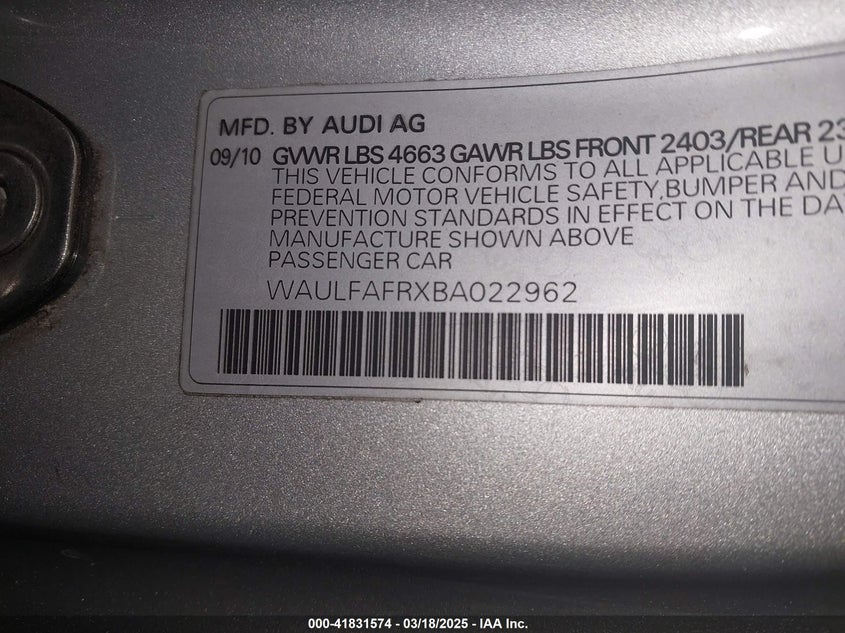 MFD. BY AUDI AG
09/10 GVWR LBS 4663 GAWR LBS FRONT 2403/REAR 23
THIS VEHICLE CONFORMS TO ALL APPLICABLE U
FEDERAL MOTOR VEHICLE SAFETY,BUMPER AND
PREVENTION STANDARDS IN EFFECT ON THE DA
MANUFACTURE SHOWN ABOVE
PASSENGER CAR
WAULFAFRXBA022962
000-41831574 — 03/18/2025 — IAA Inc.